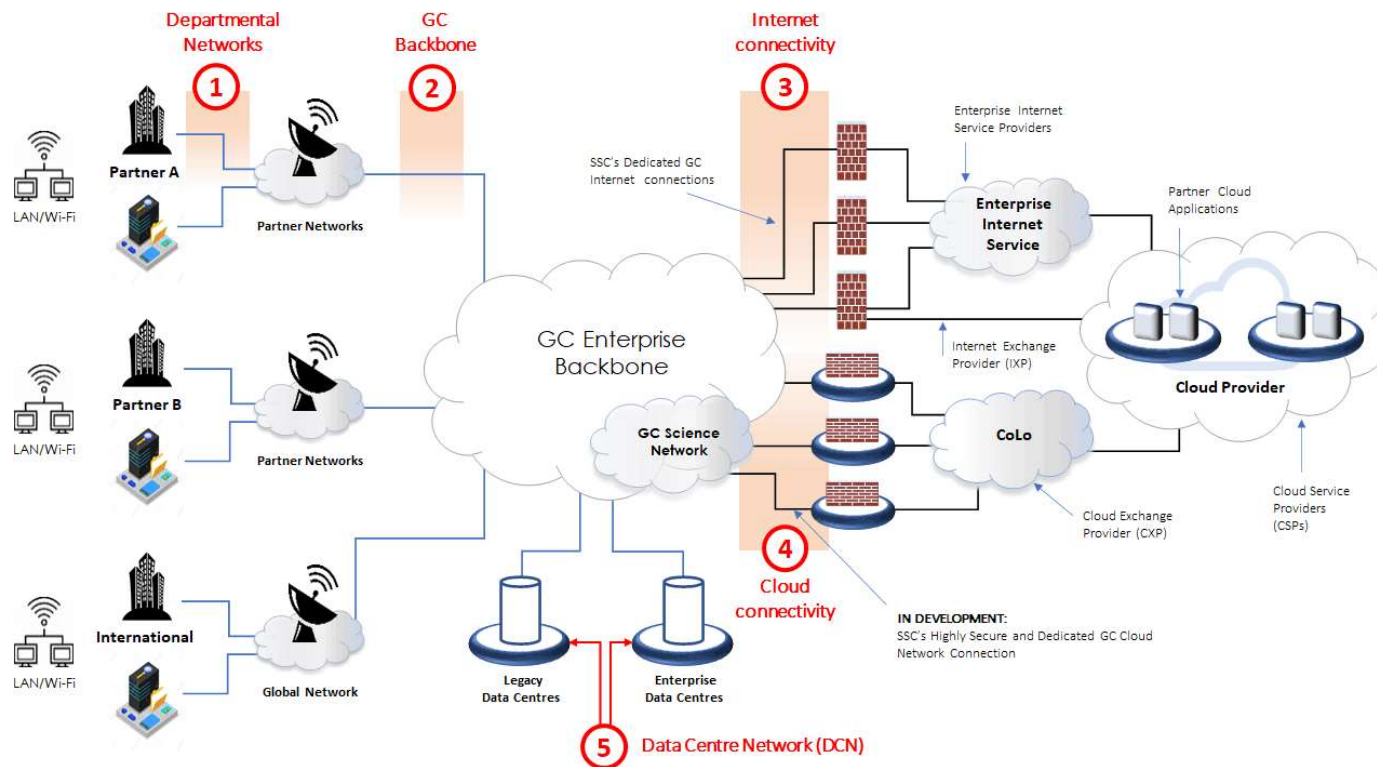 Departmental
Networks
1
GC
Backbone
2
Internet
connectivity
3
LAN/Wi-Fi
Partner A
Partner Networks
SSC's Dedicated GC
Internet connections
Enterprise Internet
Service Providers
Enterprise
Internet
Service
Partner Cloud
Applications
LAN/Wi-Fi
Partner B
Partner Networks
GC Enterprise
Backbone
GC Science
Network
Internet Exchange
Provider (IXP)
Cloud Provider
CoLo
Cloud Exchange
Provider (CXP)
Cloud Service
Providers
(CSPs)
4
Cloud
connectivity
IN DEVELOPMENT:
SSC's Highly Secure and Dedicated GC Cloud
Network Connection
LAN/Wi-Fi
International
Global Network
Legacy
Data Centres
Enterprise
Data Centres
5
Data Centre Network (DCN)